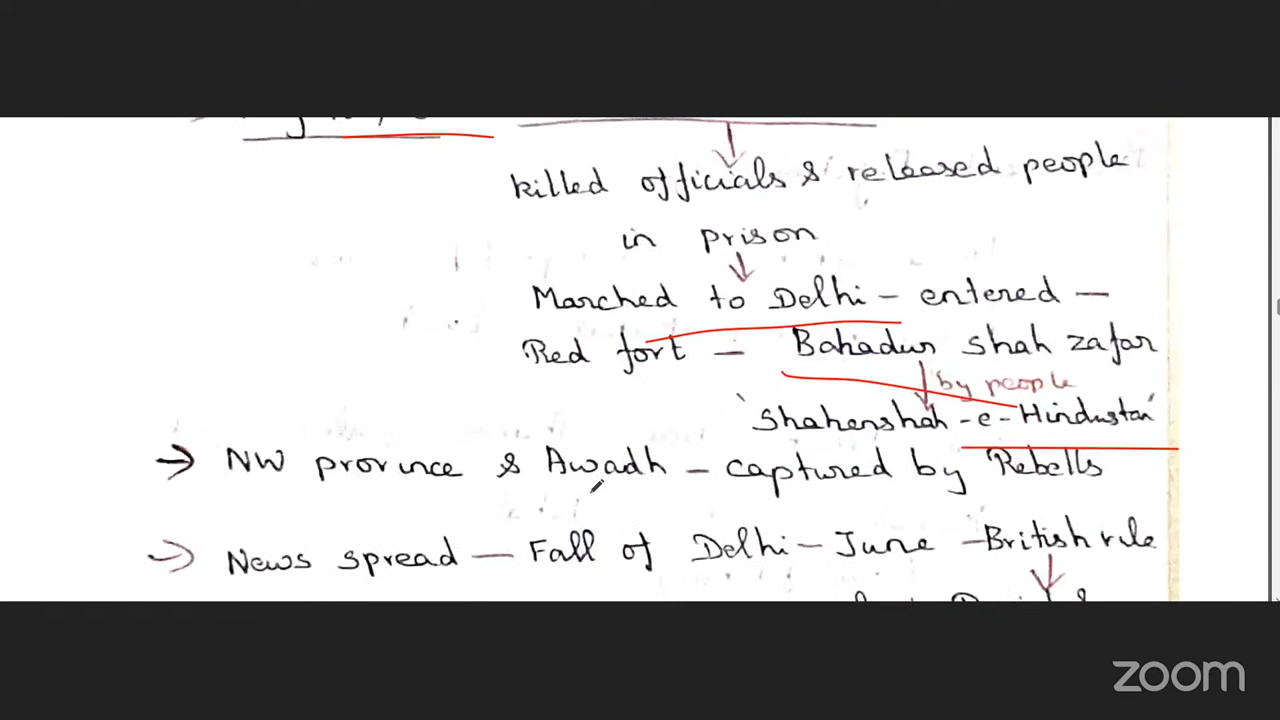 killed officials & released people
in prison
Marched to Delhi - entered -
Red fort - Bahadur shah zafar
by people
'Shahenshah-e-Hindustan'
→ NW province & Awadh - captured by Rebells
→ News spread - Fall of Delhi - June - British rule
zoom